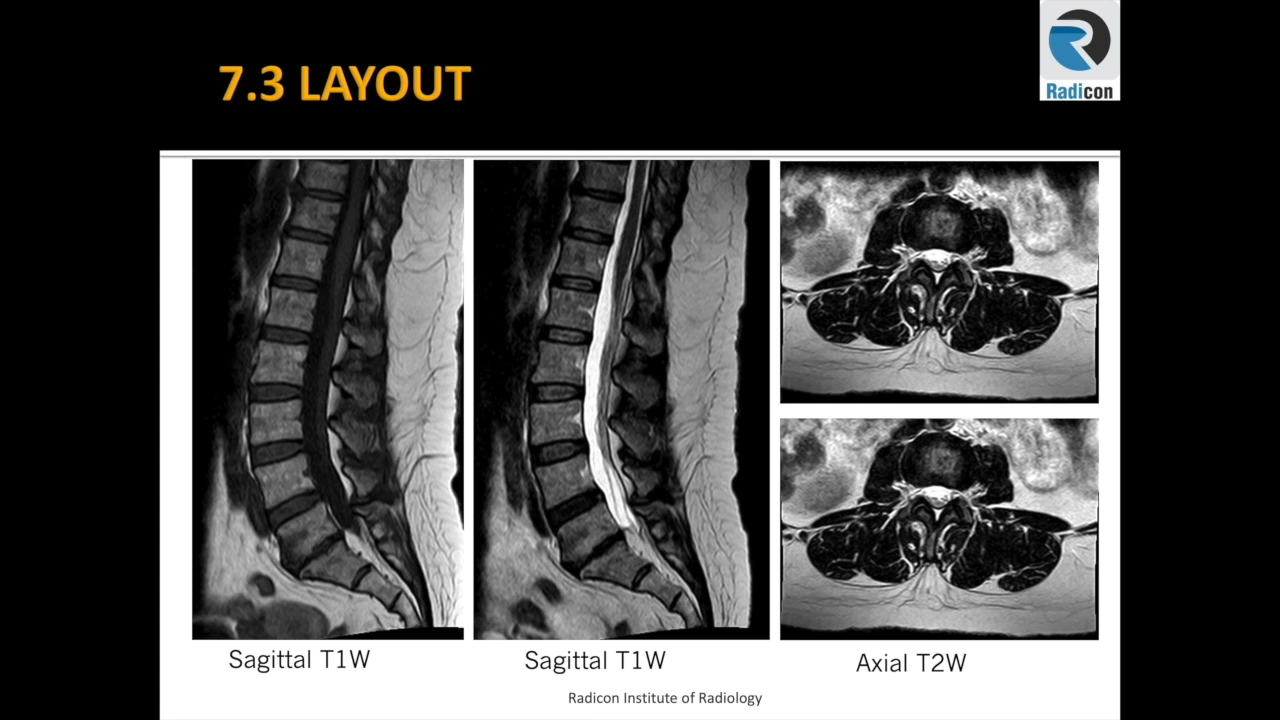 7.3 LAYOUT
Radicon
Sagittal T1W
Sagittal T1W
Axial T2W
Radicon Institute of Radiology